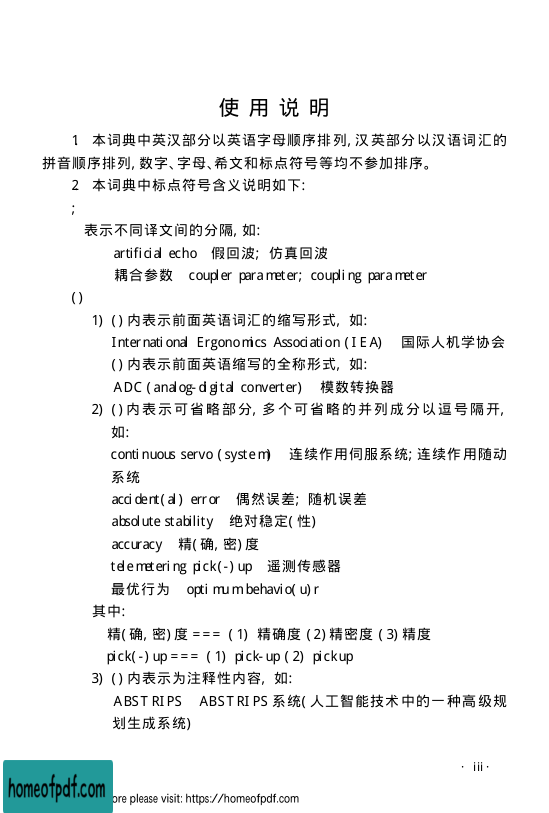 使用说明
1 本词典中英汉部分以英语字母顺序排列,汉英部分以汉语词汇的
拼音顺序排列,数字、字母、希文和标点符号等均不参加排序。
2 本词典中标点符号含义说明如下:
;
表示不同译文间的分隔,如:
artificial echo 假回波; 仿真回波
耦合参数 coupler parameter; coupling parameter
()
1) ()内表示前面英语词汇的缩写形式, 如:
International Ergonomics Association (IEA) 国际人机学协会
()内表示前面英语缩写的全称形式, 如:
ADC (analog-digital converter) 模数转换器
2) ()内表示可省略部分,多个可省略的并列成分以逗号隔开,
如:
continuous servo (system) 连续作用伺服系统;连续作用随动
系统
accident(al) error 偶然误差; 随机误差
absolute stability 绝对稳定(性)
accuracy 精(确,密)度
telemetering pick(-)up 遥测传感器
最优行为 optimum behavio(u)r
其中:
精(确,密)度 === (1) 精确度 (2)精密度 (3)精度
pick(-)up === (1) pick-up (2) pickup
3) ()内表示为注释性内容, 如:
ABSTRIPS ABSTRIPS系统(人工智能技术中的一种高级规
划生成系统)
· iii ·
homeofpdf.com
ore please visit: https://homeofpdf.com